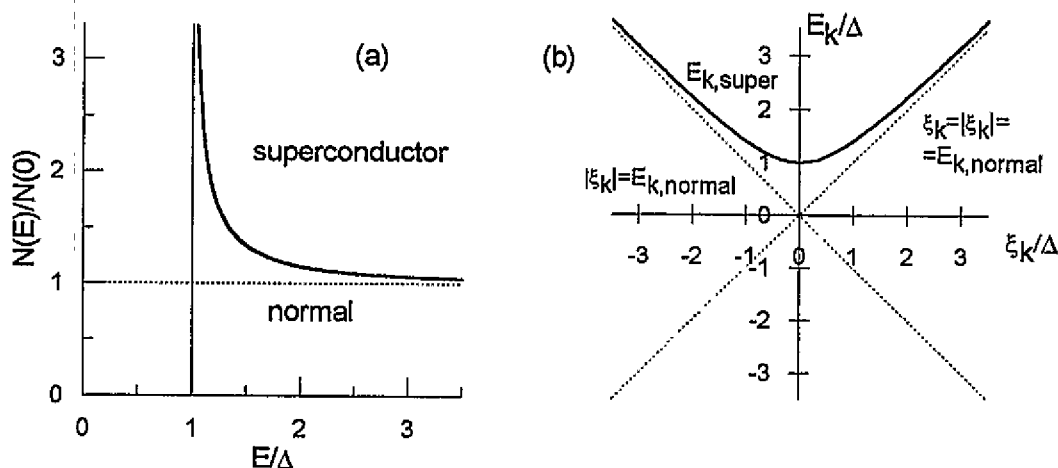 3
2
1
0
N(E)/N(0)
(a)
superconductor
normal
0
1
2
3
E/Δ
(b)
E_k/Δ
E_k,super
3
2
1
0
-1
-2
-3
ξ_k=|ξ_k|=
=E_k,normal
|ξ_k|=E_k,normal
-3
-2
-1
0
1
2
3
ξ_k/Δ